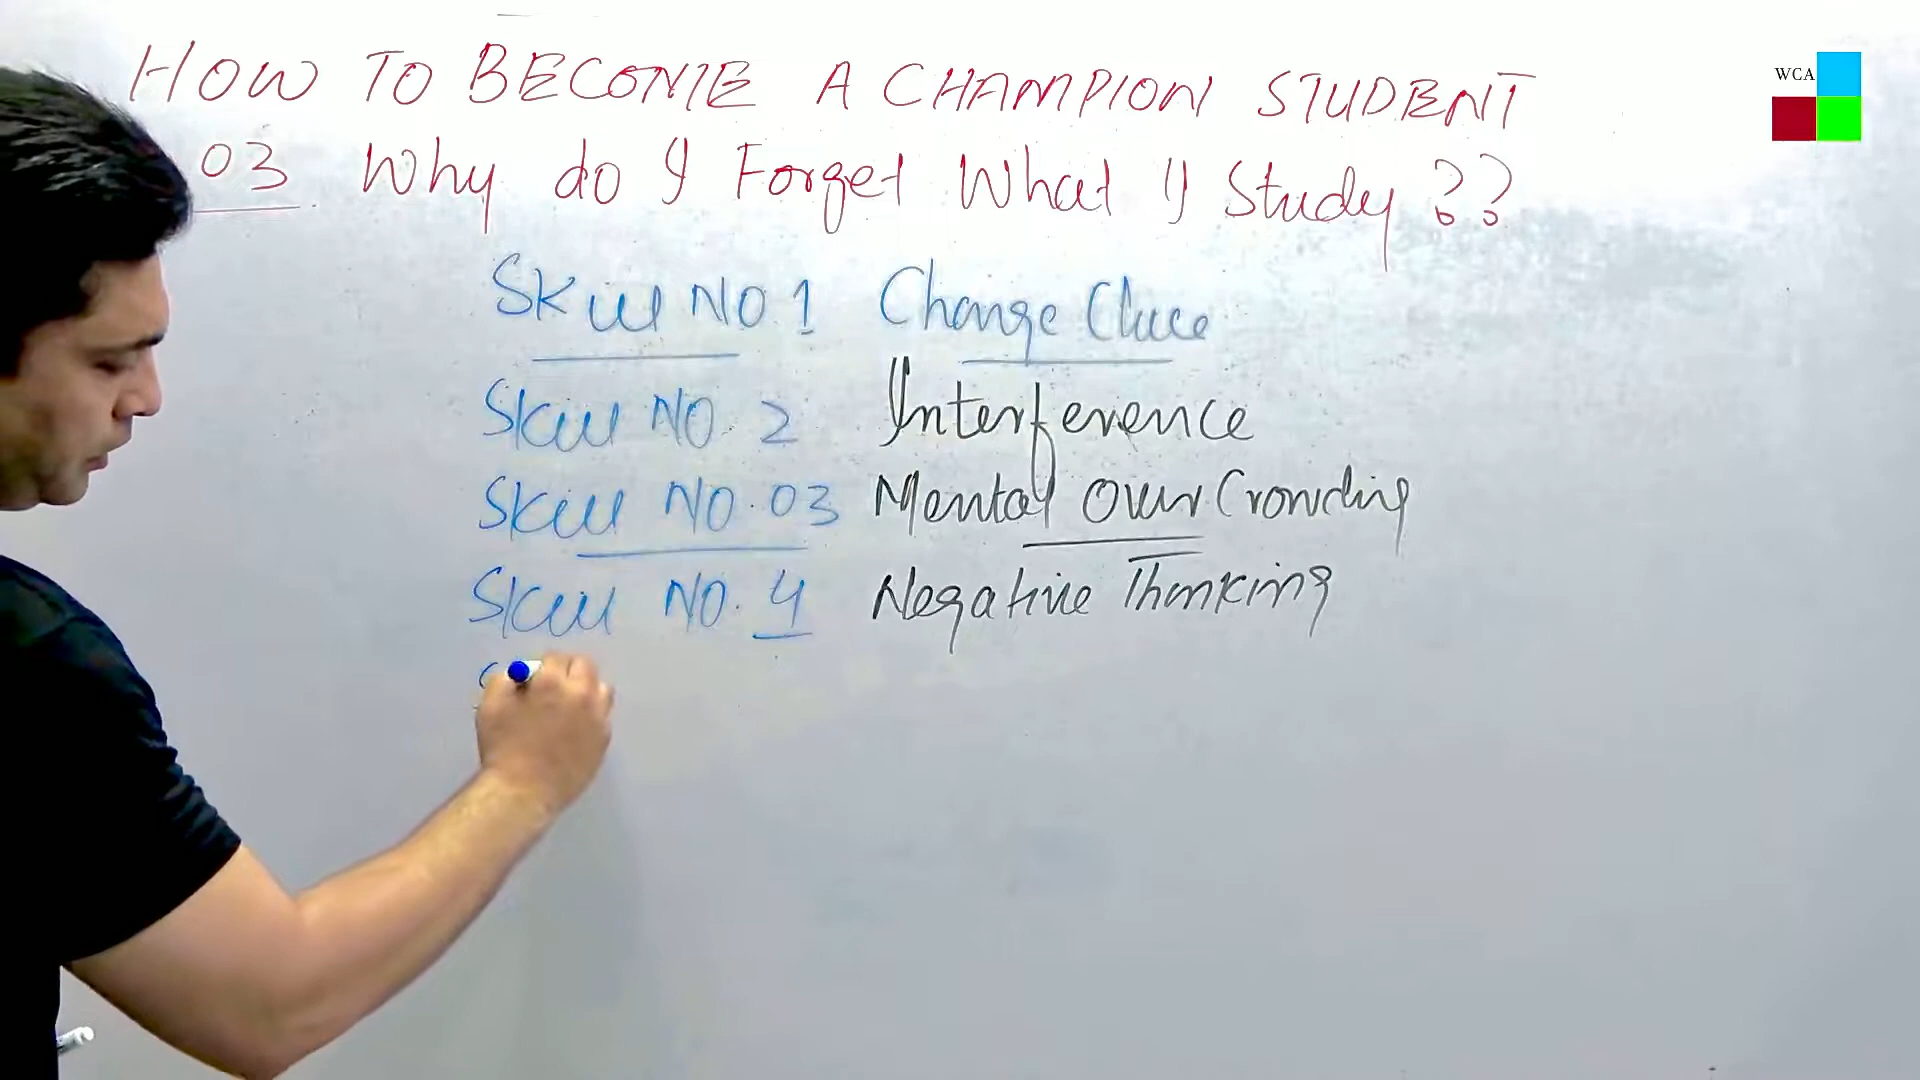 HOW TO BECOME A CHAMPION STUDENT
WCA
03 Why do I Forget What I Study ??
Skill NO 1 Change Cluce
Skill NO. 2 Interference
Skill NO. 03 Mental Over Crowding
Skill NO. 4 Negative Thinking